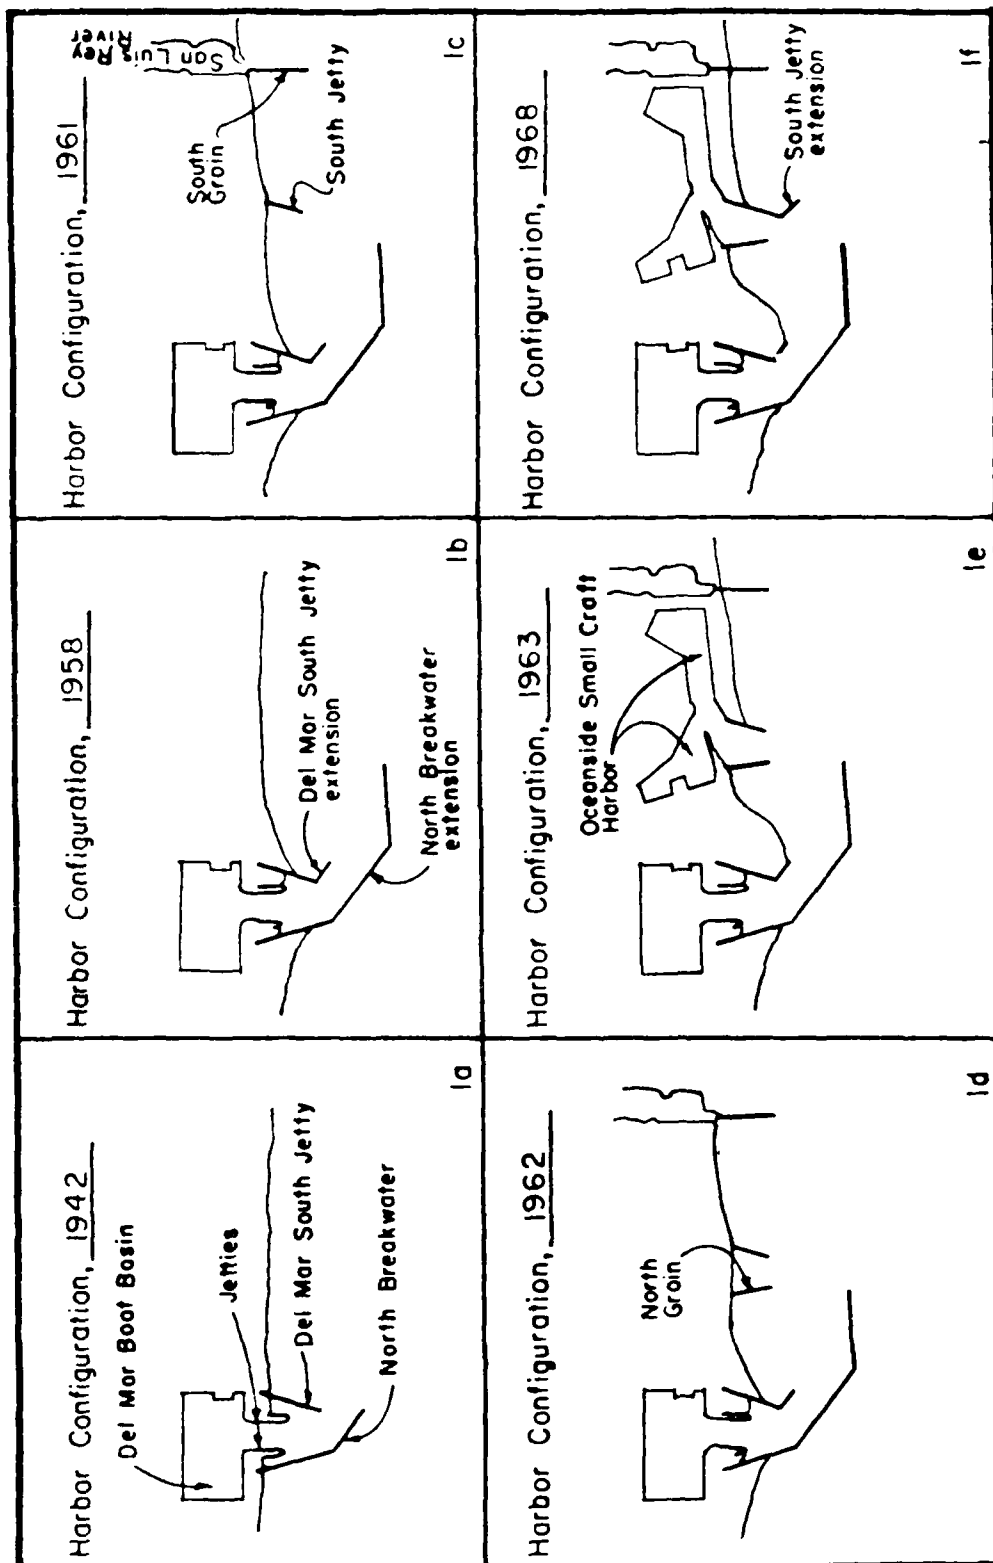 Harbor Configuration, 1942
Del Mar Boat Basin
Jetties
Del Mar South Jetty
North Breakwater
1a
Harbor Configuration, 1958
Del Mar South Jetty
extension
North Breakwater
extension
1b
Harbor Configuration, 1961
San Luis Rey
River
South
Groin
South Jetty
1c
Harbor Configuration, 1962
North
Groin
1d
Harbor Configuration, 1963
Oceanside Small Craft
Harbor
1e
Harbor Configuration, 1968
South Jetty
extension
1f